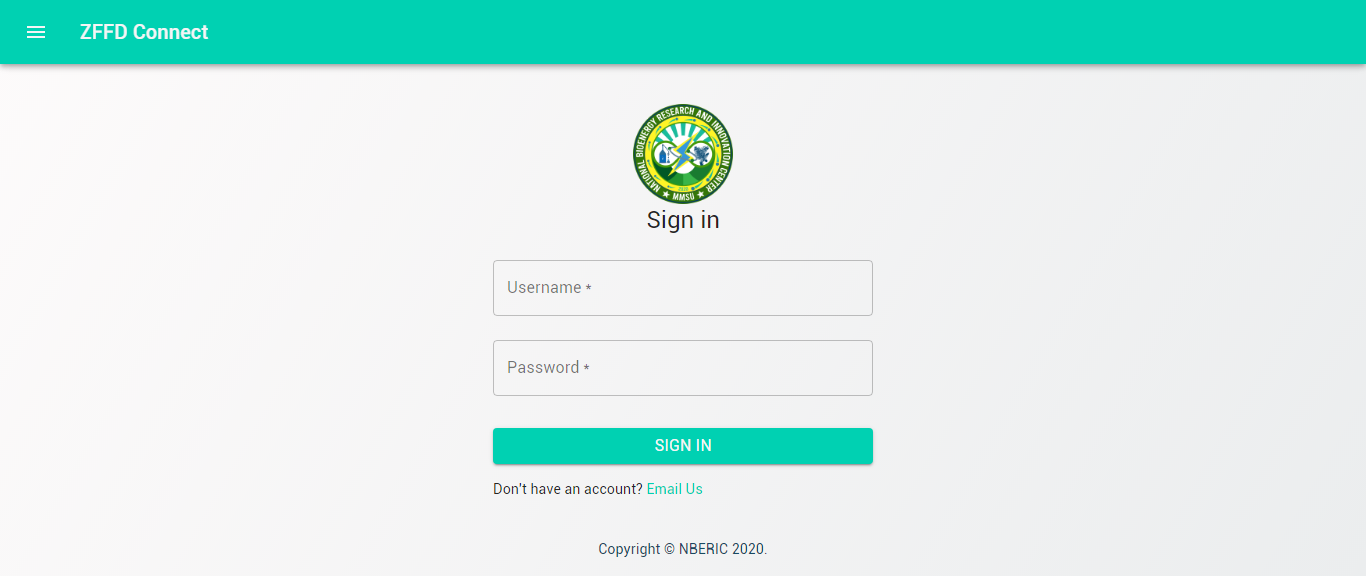 ZFFD Connect
NATIONAL BIOENERGY RESEARCH AND INNOVATION CENTER
★ MMSU ★
Sign in
Username *
Password *
SIGN IN
Don't have an account? Email Us
Copyright © NBERIC 2020.